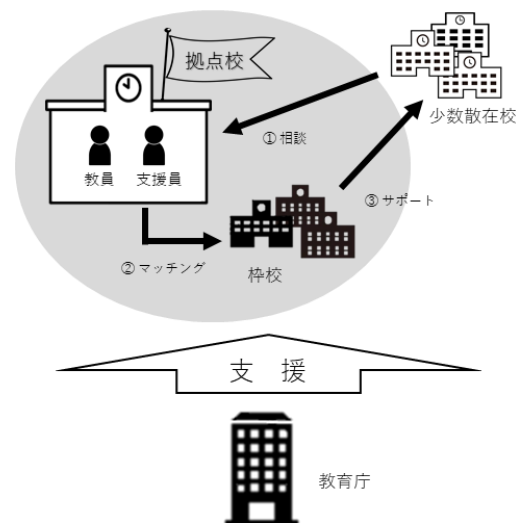 拠点校
少数散在校
① 相談
教員 支援員
③ サポート
② マッチング
枠校
支 援
教育庁